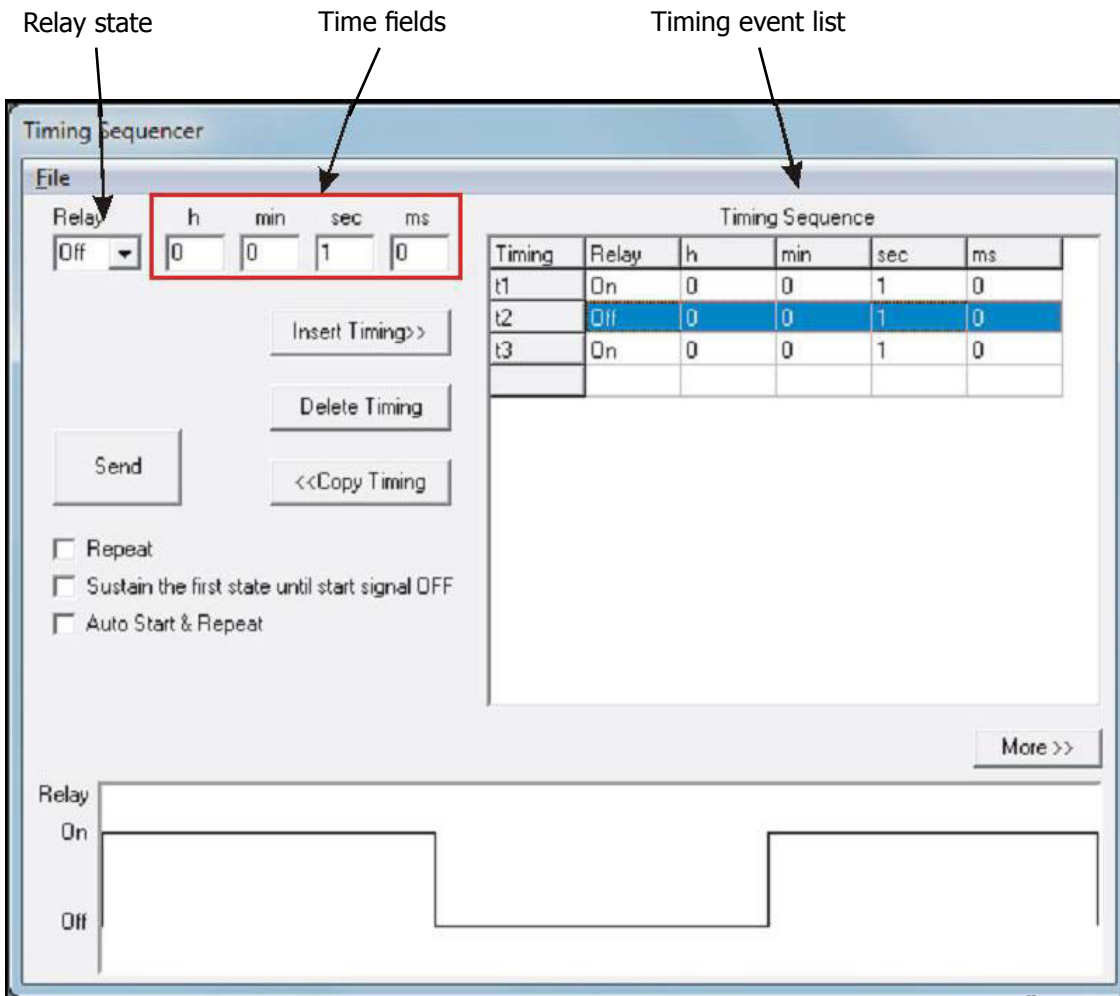 Relay state Time fields Timing event list
Timing Sequencer
File
Relay h min sec ms
Off 0 0 1 0
Insert Timing>>
Delete Timing
Send
<<Copy Timing
Repeat
Sustain the first state until start signal OFF
Auto Start & Repeat
Timing Sequence
Timing Relay h min sec ms
t1 On 0 0 1 0
t2 Off 0 0 1 0
t3 On 0 0 1 0
More >>
Relay
On
Off